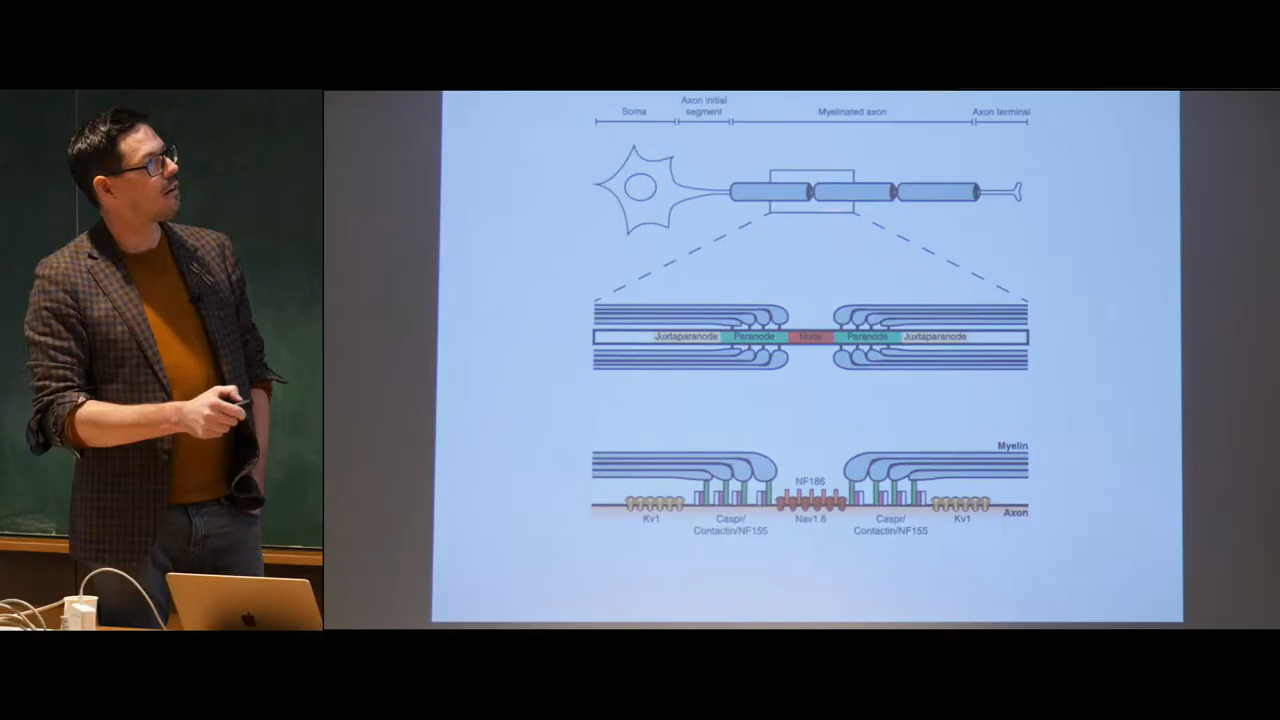 Soma
Axon initial
segment
Myelinated axon
Axon terminal
Juxtaparanode
Paranode
Node
Paranode
Juxtaparanode
Myelin
NF186
Axon
Kv1
Caspr/
Contactin/NF155
Nav1.6
Caspr/
Contactin/NF155
Kv1